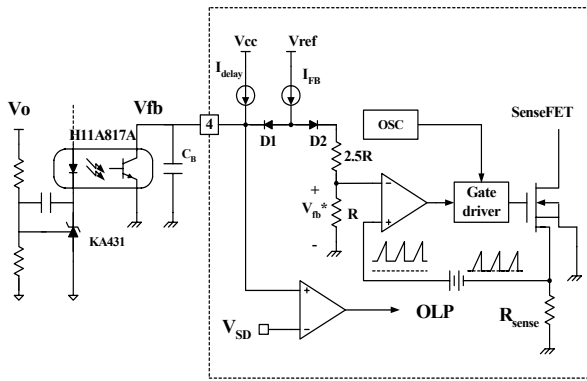 Vcc
Vref
I_delay
I_FB
Vo
H11A817A
Vfb
4
C_B
D1
D2
2.5R
OSC
SenseFET
+
V_fb*
-
R
−
+
Gate
driver
KA431
+
−
V_SD
OLP
R_sense